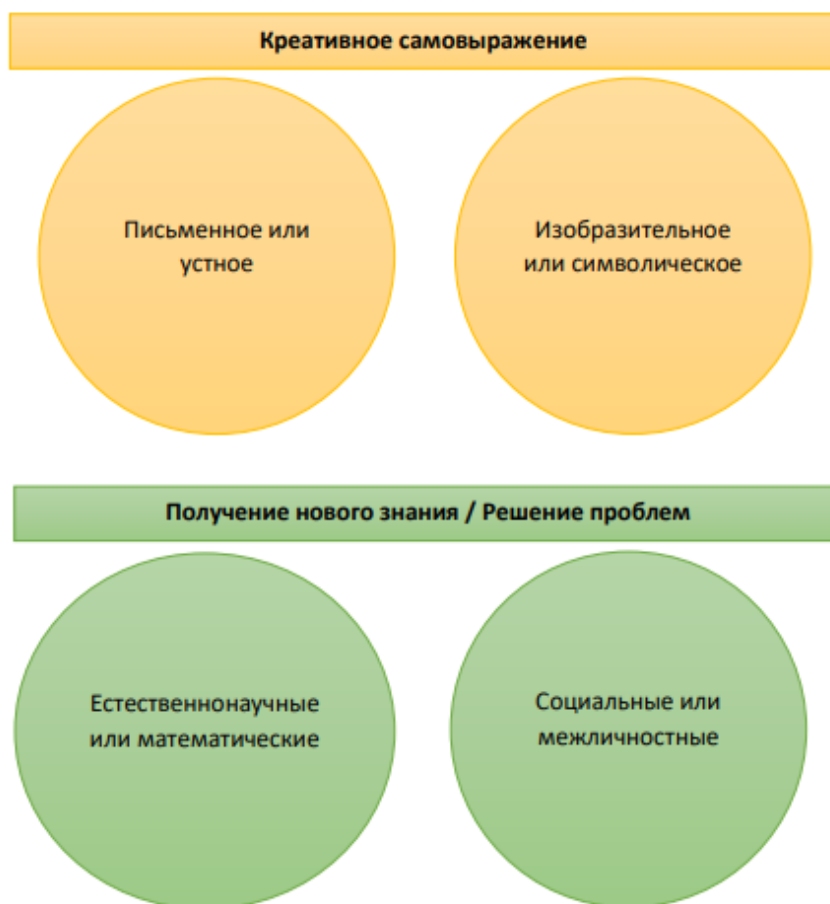 Креативное самовыражение
Письменное или
устное
Изобразительное
или символическое
Получение нового знания / Решение проблем
Естественнонаучные
или математические
Социальные или
межличностные